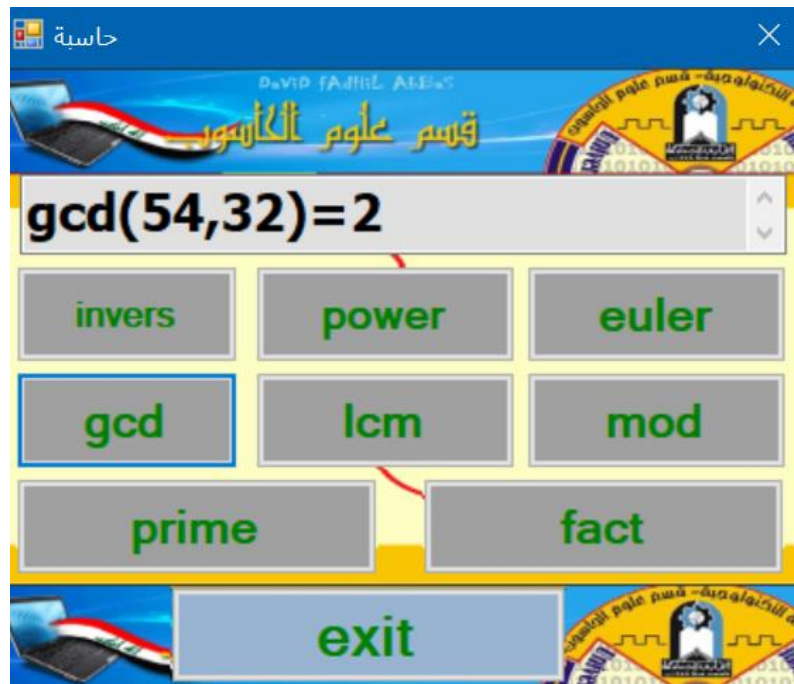 حاسبة
DaViD fAdHiL AbBaS
قسم علوم الحاسوب
gcd(54,32)=2
invers power euler
gcd lcm mod
prime fact
exit